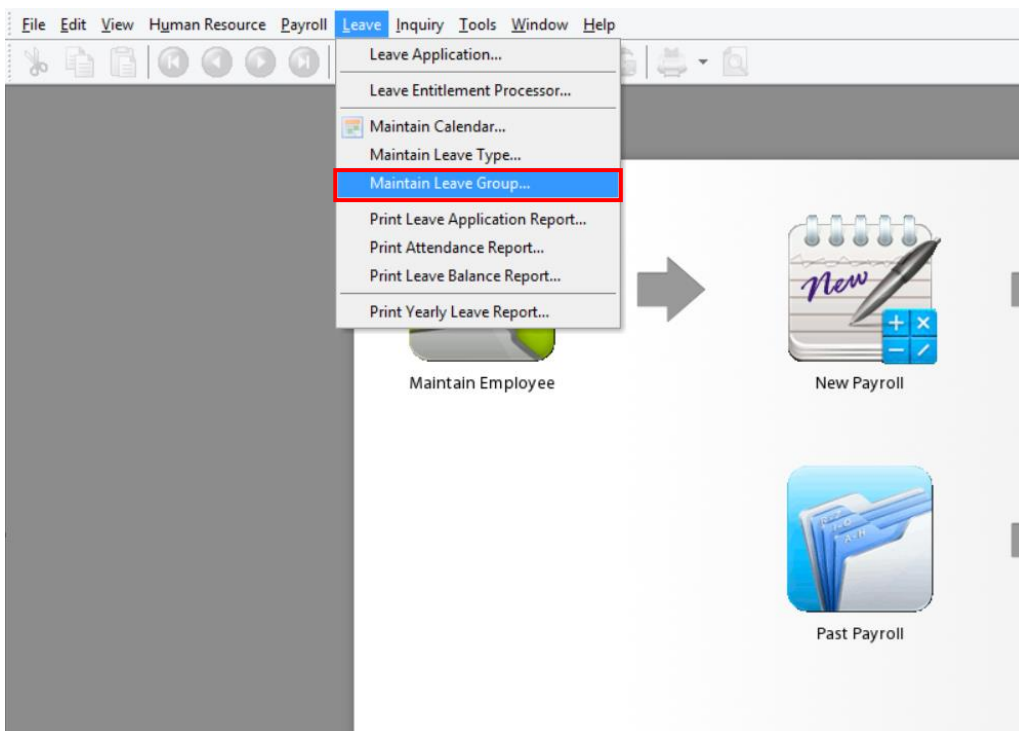 File Edit View Human Resource Payroll Leave Inquiry Tools Window Help
Leave Application...
Leave Entitlement Processor...
Maintain Calendar...
Maintain Leave Type...
Maintain Leave Group...
Print Leave Application Report...
Print Attendance Report...
Print Leave Balance Report...
Print Yearly Leave Report...
New
Maintain Employee
New Payroll
A-H
Past Payroll